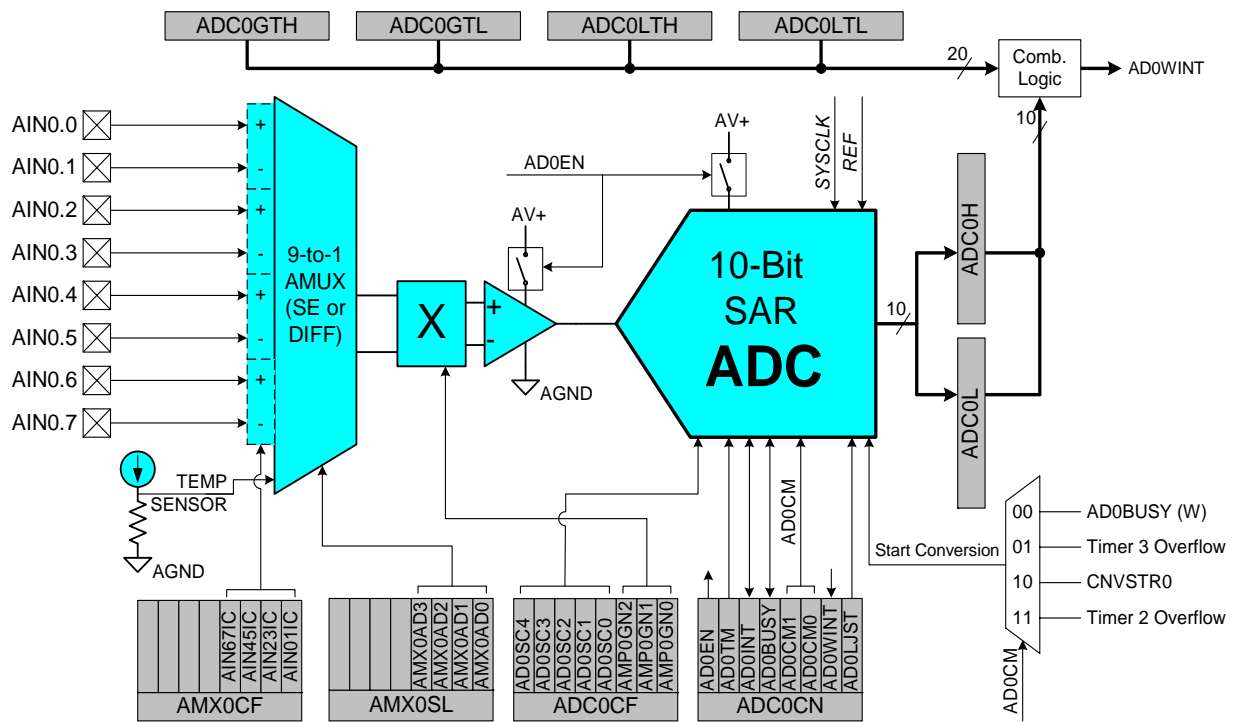 ADC0GTH
ADC0GTL
ADC0LTH
ADC0LTL
20
Comb.
Logic
AD0WINT
10
AIN0.0
AIN0.1
AIN0.2
AIN0.3
AIN0.4
AIN0.5
AIN0.6
AIN0.7
+
-
+
-
+
-
+
-
9-to-1
AMUX
(SE or
DIFF)
X
+
-
AV+
AGND
AD0EN
AV+
SYSCLK
REF
10-Bit
SAR
ADC
10
ADC0H
ADC0L
TEMP
SENSOR
AGND
AD0CM
Start Conversion
00
01
10
11
AD0BUSY (W)
Timer 3 Overflow
CNVSTR0
Timer 2 Overflow
AD0CM
AIN67IC
AIN45IC
AIN23IC
AIN01IC
AMX0CF
AMX0AD3
AMX0AD2
AMX0AD1
AMX0AD0
AMX0SL
AD0SC4
AD0SC3
AD0SC2
AD0SC1
AD0SC0
AMP0GN2
AMP0GN1
AMP0GN0
ADC0CF
AD0EN
AD0TM
AD0INT
AD0BUSY
AD0CM1
AD0CM0
AD0WINT
AD0LJST
ADC0CN